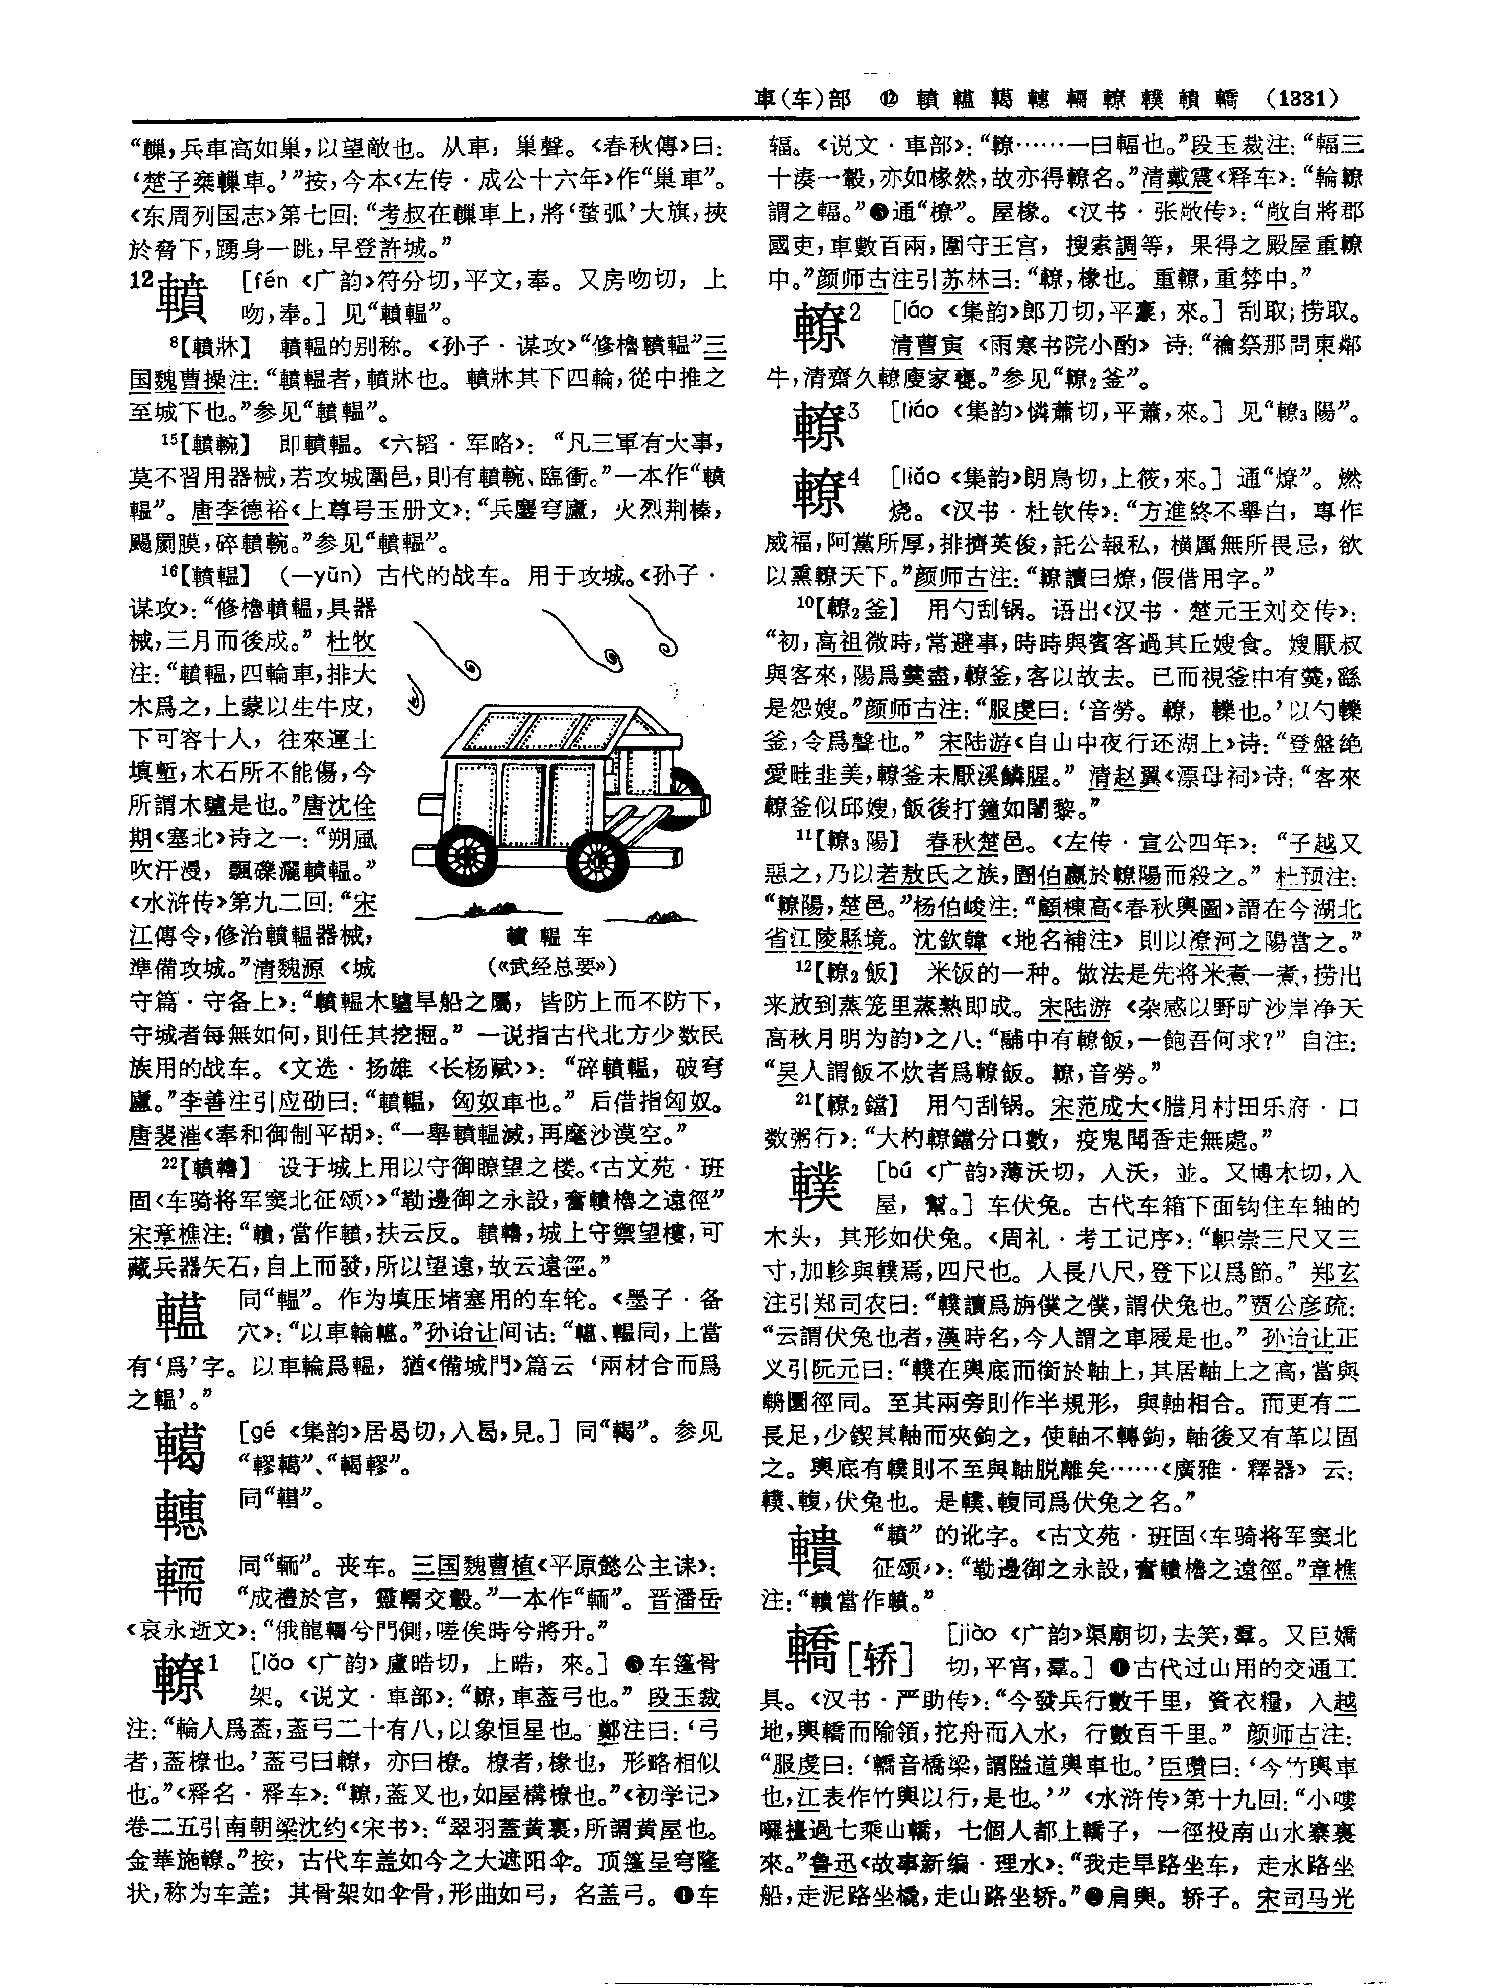 車(车)部 ⑫ 轒 轀 轕 轗 轜 轑 轐 轒 轎 (1331)
“轈,兵車高如巢,以望敵也。从車,巢聲。《春秋傳》曰:
‘楚子椉轈車。’”按,今本《左传·成公十六年》作“巢車”。
《东周列国志》第七回:“考叔在轈車上,將‘蝥弧’大旗,挾
於脅下,踴身一跳,早登許城。”
12轒 [fén 《广韵》符分切,平文,奉。又房吻切,上
吻,奉。] 见“轒轀”。
8【轒牀】 轒轀的别称。《孙子·谋攻》“修櫓轒轀”三
国魏曹操注:“轒轀者,轒牀也。轒牀其下四輪,從中推之
至城下也。”参见“轒轀”。
15【轒䡝】 即轒轀。《六韬·军略》:“凡三軍有大事,
莫不習用器械,若攻城圍邑,則有轒䡝、臨衝。”一本作“轒
轀”。唐李德裕《上尊号玉册文》:“兵鏖穹廬,火烈荆榛,
颺罽膜,碎轒䡝。”参见“轒轀”。
16【轒轀】 (—yūn) 古代的战车。用于攻城。《孙子·
谋攻》:“修櫓轒轀,具器
械,三月而後成。”杜牧
注:“轒轀,四輪車,排大
木爲之,上蒙以生牛皮,
下可容十人,往來運土
填塹,木石所不能傷,今
所謂木驢是也。”唐沈佺
期《塞北》诗之一:“朔風
吹汗漫,飄礫灑轒轀。”
《水浒传》第九二回:“宋
江傳令,修治轒轀器械,
準備攻城。”清魏源《城
轒 轀 车
(《武经总要》)
守篇·守备上》:“轒轀木驢旱船之屬,皆防上而不防下,
守城者每無如何,則任其挖掘。”一说指古代北方少数民
族用的战车。《文选·扬雄〈长杨赋〉》:“碎轒轀,破穹
廬。”李善注引应劭曰:“轒轀,匈奴車也。”后借指匈奴。
唐裴漼《奉和御制平胡》:“一舉轒轀滅,再麾沙漠空。”
22【轒轒】 设于城上用以守御瞭望之楼。《古文苑·班
固〈车骑将军窦北征颂〉》“勒邊御之永設,奮轒櫓之遠徑”
宋章樵注:“轒,當作轒,扶云反。轒轒,城上守禦望樓,可
藏兵器矢石,自上而發,所以望遠,故云遠徑。”
轀 同“轀”。作为填压堵塞用的车轮。《墨子·备
穴》:“以車輪轀。”孙诒让间诂:“轀、轀同,上當
有‘爲’字。以車輪爲轀,猶《備城門》篇云‘兩材合而爲
之轀’。”
轕 [gé 《集韵》居曷切,入曷,見。] 同“輵”。参见
“轇轕”、“輵轇”。
轗 同“轊”。
轜 同“輀”。丧车。三国魏曹植《平原懿公主诔》:
“成禮於宫,靈轜交轂。”一本作“輀”。晋潘岳
《哀永逝文》:“俄龍轜兮門側,嗟俟時兮將升。”
轑1 [lǎo 《广韵》盧晧切,上晧,來。] ❶车篷骨
架。《说文·車部》:“轑,車蓋弓也。”段玉裁
注:“輪人爲蓋,蓋弓二十有八,以象恒星也。鄭注曰:‘弓
者,蓋橑也。’蓋弓曰轑,亦曰橑。橑者,椽也,形略相似
也。”《释名·释车》:“轑,蓋叉也,如屋構橑也。”《初学记》
卷二五引南朝梁沈约《宋书》:“翠羽蓋黄裏,所謂黄屋也。
金華施轑。”按,古代车盖如今之大遮阳伞。顶篷呈穹隆
状,称为车盖;其骨架如伞骨,形曲如弓,名盖弓。❷车
辐。《说文·車部》:“轑……一曰輻也。”段玉裁注:“輻三
十湊一轂,亦如椽然,故亦得轑名。”清戴震《释车》:“輪轑
謂之輻。”❸通“橑”。屋椽。《汉书·张敞传》:“敞自將郡
國吏,車數百兩,圍守王宫,搜索調等,果得之殿屋重轑
中。”颜师古注引苏林曰:“轑,椽也。重轑,重棼中。”
轑2 [láo 《集韵》郎刀切,平豪,來。] 刮取;捞取。
清曹寅《雨寒书院小酌》诗:“禴祭那問東鄰
牛,清齋久轑廋家甕。”参见“轑2釜”。
轑3 [liáo 《集韵》憐蕭切,平蕭,來。] 见“轑3陽”。
轑4 [liǎo 《集韵》朗鳥切,上筱,來。] 通“燎”。燃
烧。《汉书·杜钦传》:“方進終不舉白,專作
威福,阿黨所厚,排擠英俊,託公報私,横厲無所畏忌,欲
以熏轑天下。”颜师古注:“轑讀曰燎,假借用字。”
10【轑2釜】 用勺刮锅。语出《汉书·楚元王刘交传》:
“初,高祖微時,常避事,時時與賓客過其丘嫂食。嫂厭叔
與客來,陽爲羹盡,轑釜,客以故去。已而視釜中有羹,繇
是怨嫂。”颜师古注:“服虔曰:‘音勞。轑,轢也。’以勺轢
釜,令爲聲也。”宋陆游《自山中夜行还湖上》诗:“登盤絶
愛畦韭美,轑釜未厭溪鱗腥。”清赵翼《漂母祠》诗:“客來
轑釜似邱嫂,飯後打鐘如闍黎。”
11【轑3陽】 春秋楚邑。《左传·宣公四年》:“子越又
惡之,乃以若敖氏之族,圄伯嬴於轑陽而殺之。”杜预注:
“轑陽,楚邑。”杨伯峻注:“顧棟高《春秋輿圖》謂在今湖北
省江陵縣境。沈欽韓《地名補注》則以潦河之陽當之。”
12【轑2飯】 米饭的一种。做法是先将米煮一煮,捞出
来放到蒸笼里蒸熟即成。宋陆游《杂感以野旷沙岸净天
高秋月明为韵》之八:“鬴中有轑飯,一飽吾何求?”自注:
“吴人謂飯不炊者爲轑飯。轑,音勞。”
21【轑2鐺】 用勺刮锅。宋范成大《腊月村田乐府·口
数粥行》:“大杓轑鐺分口數,疫鬼聞香走無處。”
轐 [bú 《广韵》薄沃切,入沃,並。又博木切,入
屋,幫。] 车伏兔。古代车箱下面钩住车轴的
木头,其形如伏兔。《周礼·考工记序》:“軹崇三尺又三
寸,加軫與轐焉,四尺也。人長八尺,登下以爲節。”郑玄
注引郑司农曰:“轐讀爲旃僕之僕,謂伏兔也。”贾公彦疏:
“云謂伏兔也者,漢時名,今人謂之車屐是也。”孙诒让正
义引阮元曰:“轐在輿底而銜於軸上,其居軸上之高,當與
輈圍徑同。至其兩旁則作半規形,與軸相合。而更有二
長足,少鍥其軸而夾鉤之,使軸不轉鉤,軸後又有革以固
之。輿底有轐則不至與軸脱離矣……《廣雅·釋器》云:
轐、輹,伏兔也。是轐、輹同爲伏兔之名。”
“轒”的讹字。《古文苑·班固〈车骑将军窦北
征颂〉》:“勒邊御之永設,奮轒櫓之遠徑。”章樵
注:“轒當作轒。”
轎[轿] [jiào 《广韵》渠廟切,去笑,羣。又巨嬌
切,平宵,羣。] ❶古代过山用的交通工
具。《汉书·严助传》:“今發兵行數千里,資衣糧,入越
地,輿轎而隃領,拕舟而入水,行數百千里。”颜师古注:
“服虔曰:‘轎音橋梁,謂隘道輿車也。’臣瓚曰:‘今竹輿車
也,江表作竹輿以行,是也。’”《水浒传》第十九回:“小嘍
囉擡過七乘山轎,七個人都上轎子,一徑投南山水寨裏
來。”鲁迅《故事新编·理水》:“我走旱路坐车,走水路坐
船,走泥路坐橇,走山路坐轿。”❷肩輿。轿子。宋司马光